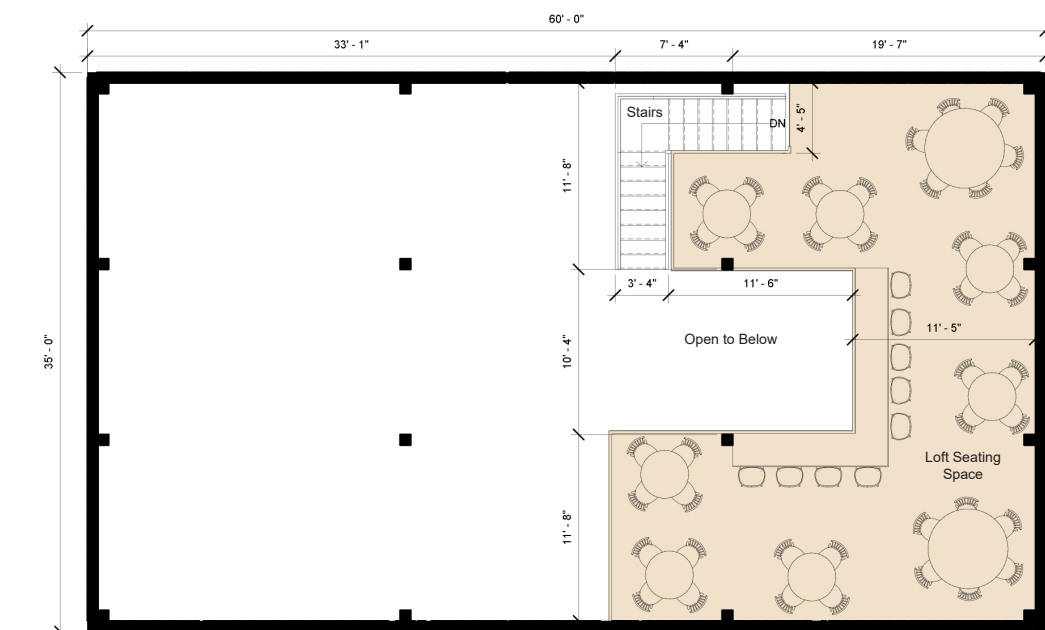 60' - 0"
33' - 1"
7' - 4"
19' - 7"
Stairs
DN
4' - 5"
11' - 8"
3' - 4"
11' - 6"
11' - 5"
Open to Below
35' - 0"
10' - 4"
Loft Seating
Space
11' - 8"